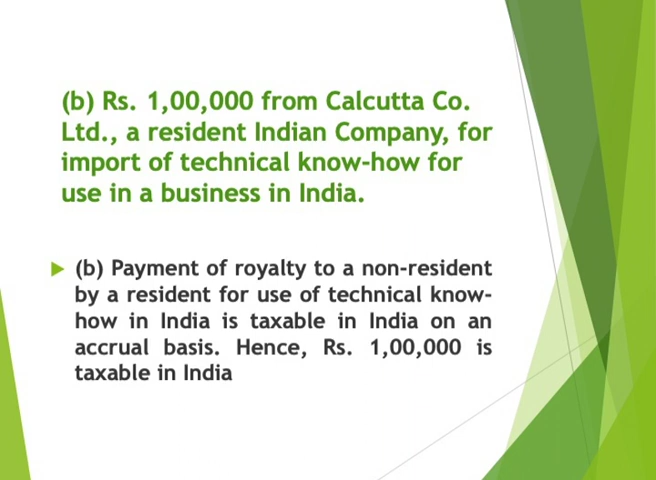 (b) Rs. 1,00,000 from Calcutta Co.
Ltd., a resident Indian Company, for
import of technical know-how for
use in a business in India.
(b) Payment of royalty to a non-resident
by a resident for use of technical know-
how in India is taxable in India on an
accrual basis. Hence, Rs. 1,00,000 is
taxable in India